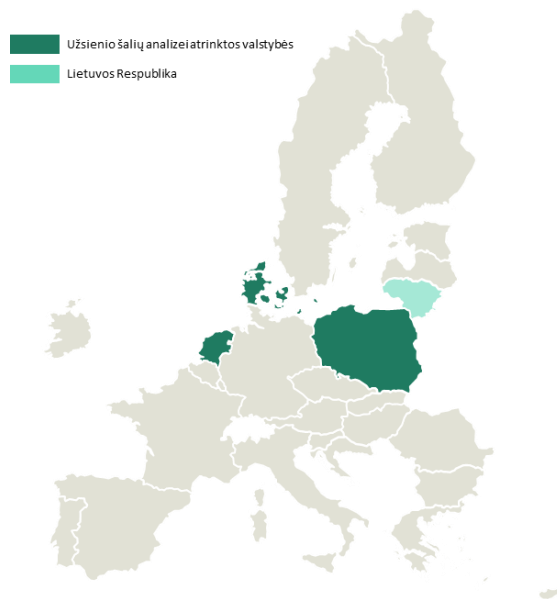 Užsienio šalių analizei atrinktos valstybės
Lietuvos Respublika